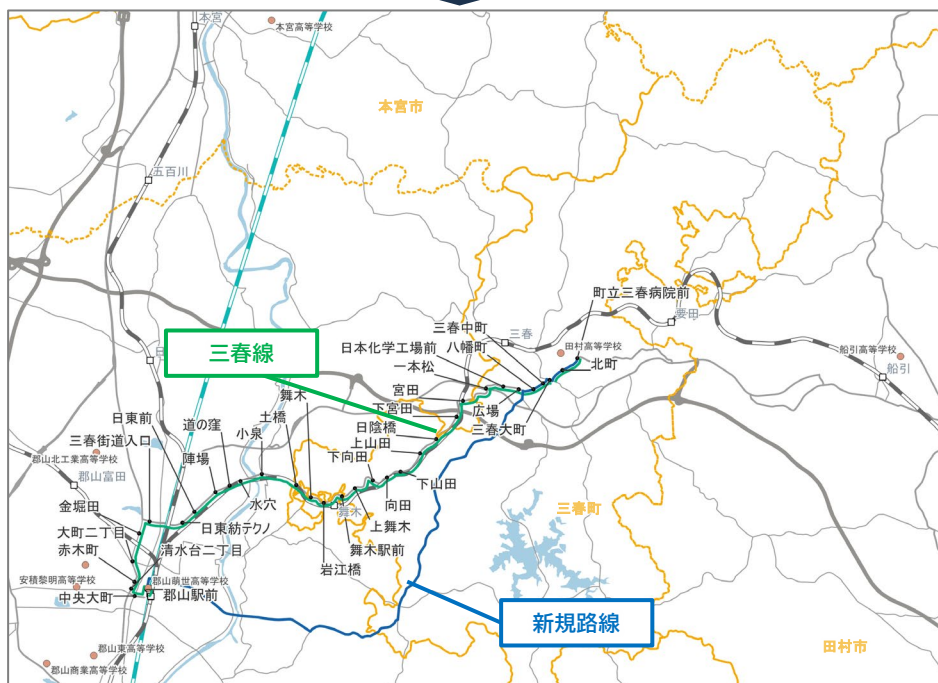 本宮
本宮高等学校
本宮市
五百川
町立三春病院前
要田
三春中町
三春
三春線
日本化学工場前
八幡町
田村高等学校
船引高等学校
一本松
北町
船引
日
舞木
宮田
広場
日東前
道の窪
土橋
下宮田
三春大町
三春街道入口
小泉
日陰橋
郡山北工業高等学校
陣場
上山田
郡山富田
下向田
下山田
金堀田
水穴
向田
三春町
大町二丁目
日東紡テクノ
舞木
上舞木
赤木町
清水台二丁目
舞木駅前
安積黎明高等学校
郡山萌世高等学校
岩江橋
中央大町
郡山駅前
新規路線
郡山東高等学校
田村市
郡山商業高等学校